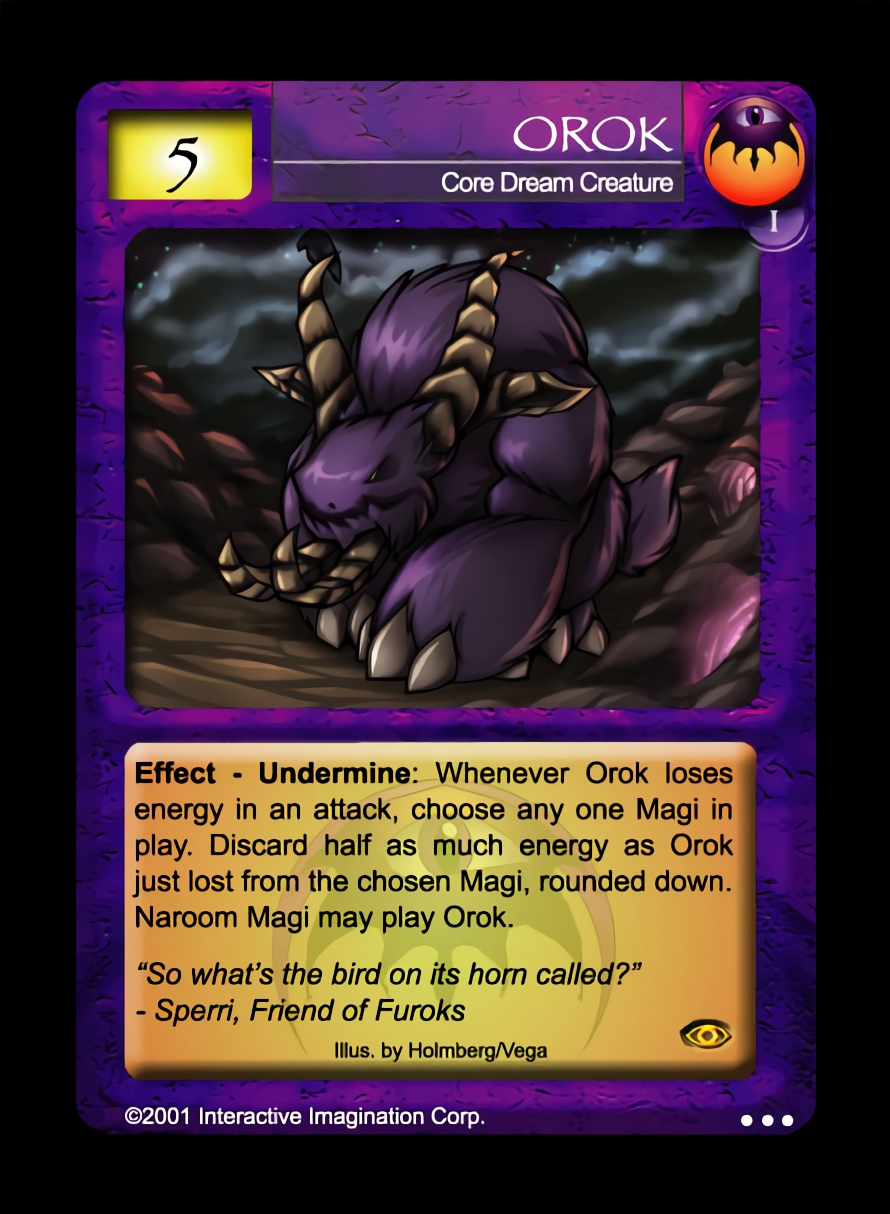 5
OROK
Core Dream Creature
I
Effect - Undermine: Whenever Orok loses
energy in an attack, choose any one Magi in
play. Discard half as much energy as Orok
just lost from the chosen Magi, rounded down.
Naroom Magi may play Orok.
“So what’s the bird on its horn called?”
- Sperri, Friend of Furoks
Illus. by Holmberg/Vega
©2001 Interactive Imagination Corp.